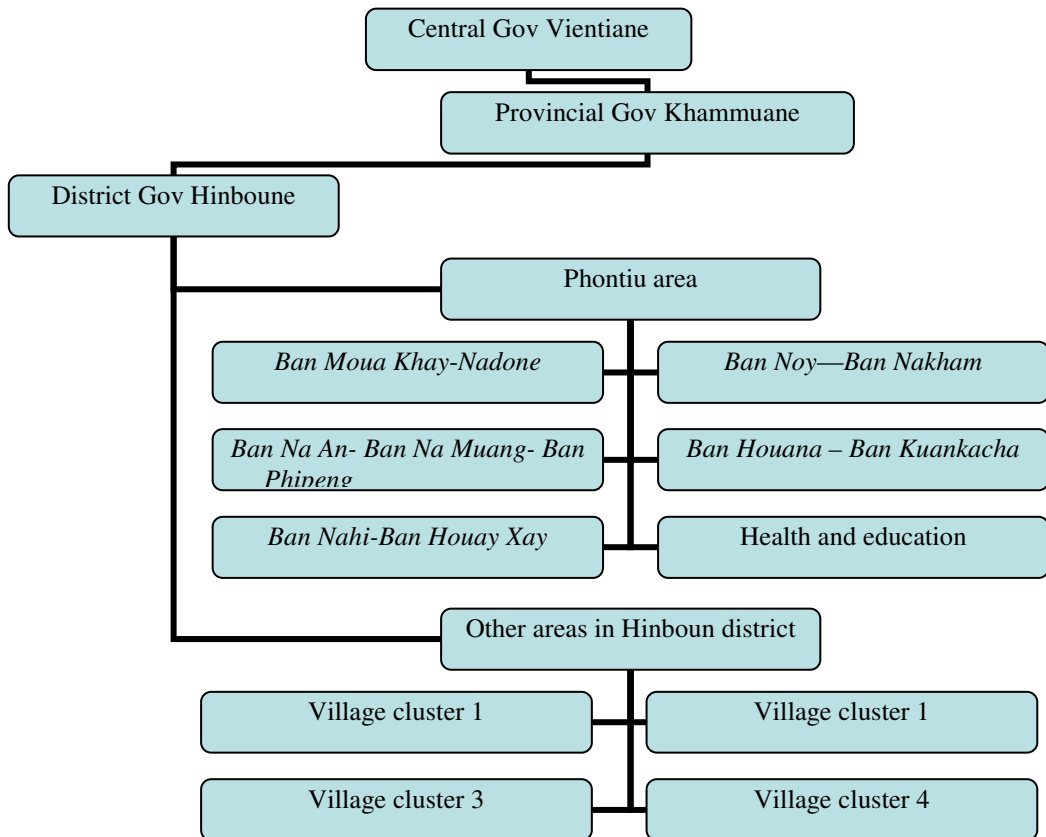 Central Gov Vientiane
Provincial Gov Khammuane
District Gov Hinboune
Phontiu area
Ban Moua Khay-Nadone
Ban Noy—Ban Nakham
Ban Na An- Ban Na Muang- Ban
Phipeng
Ban Houana – Ban Kuankacha
Ban Nahi-Ban Houay Xay
Health and education
Other areas in Hinboun district
Village cluster 1
Village cluster 1
Village cluster 3
Village cluster 4